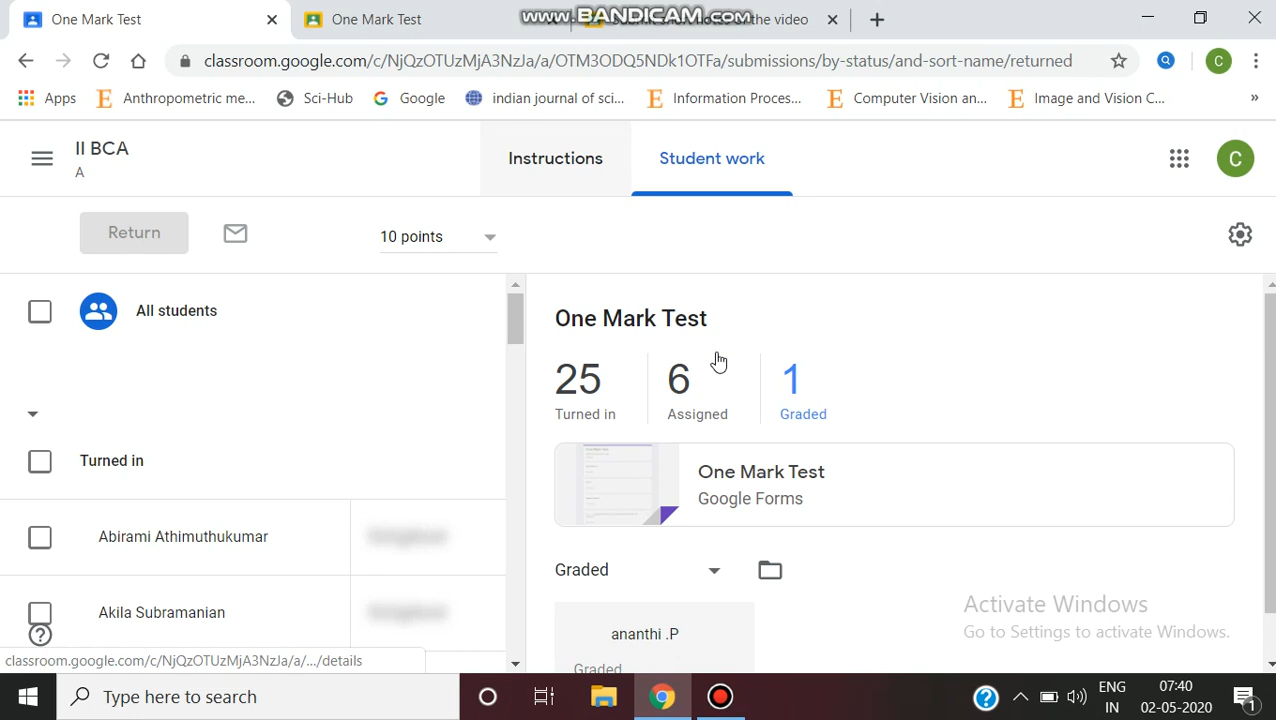 One Mark Test
One Mark Test
the video
www.BANDICAM.com
classroom.google.com/c/NjQzOTUzMjA3NzJa/a/OTM3ODQ5NDk1OTFa/submissions/by-status/and-sort-name/returned
C
Apps
Anthropometric me...
Sci-Hub
Google
indian journal of sci...
Information Proces...
Computer Vision an...
Image and Vision C...
»
II BCA
A
Instructions
Student work
C
Return
10 points
All students
Turned in
Abirami Athimuthukumar
Akila Subramanian
One Mark Test
25
Turned in
6
Assigned
1
Graded
One Mark Test
Google Forms
Graded
ananthi .P
Graded
Activate Windows
Go to Settings to activate Windows.
classroom.google.com/c/NjQzOTUzMjA3NzJa/a/.../details
Type here to search
ENG
IN
07:40
02-05-2020
1